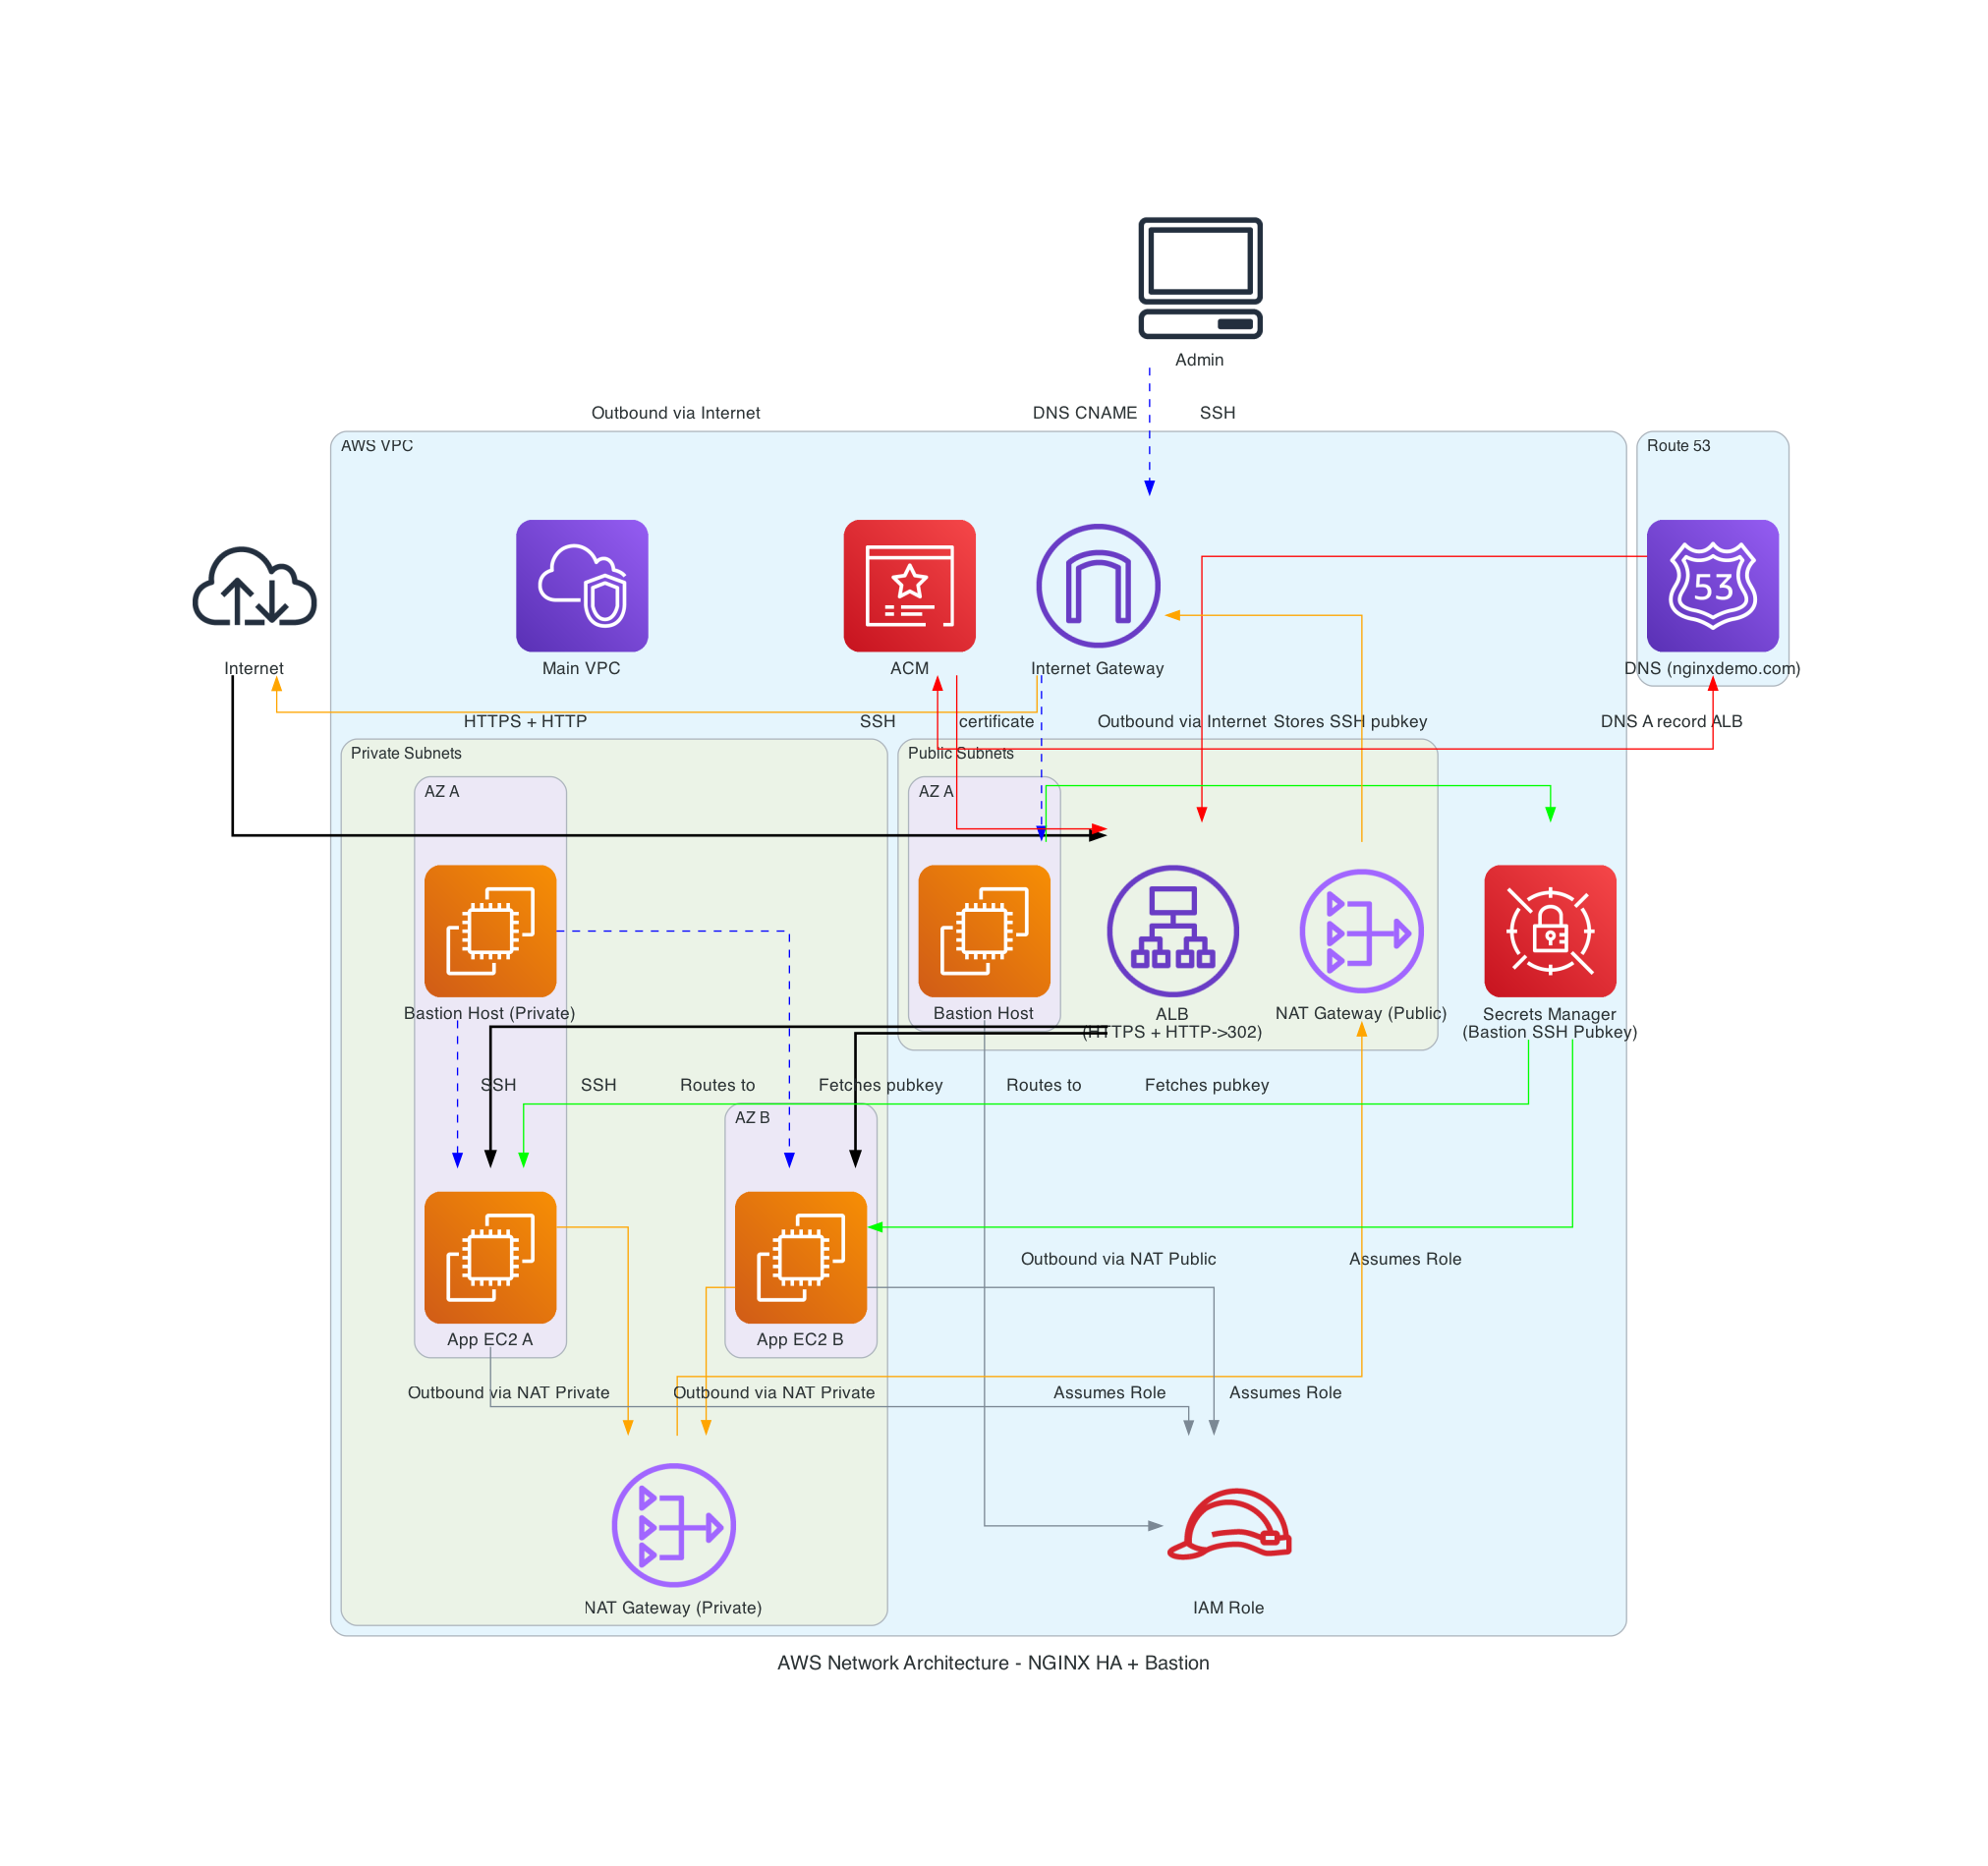 Admin
Outbound via Internet
DNS CNAME
SSH
AWS VPC
Route 53
53
Internet
Main VPC
ACM
Internet Gateway
DNS (nginxdemo.com)
HTTPS + HTTP
SSH
certificate
Outbound via Internet
Stores SSH pubkey
DNS A record ALB
Private Subnets
Public Subnets
AZ A
AZ A
Bastion Host (Private)
Bastion Host
ALB
(HTTPS + HTTP->302)
NAT Gateway (Public)
Secrets Manager
(Bastion SSH Pubkey)
SSH
SSH
Routes to
Fetches pubkey
Routes to
Fetches pubkey
AZ B
Outbound via NAT Public
Assumes Role
App EC2 A
App EC2 B
Outbound via NAT Private
Outbound via NAT Private
Assumes Role
Assumes Role
NAT Gateway (Private)
IAM Role
AWS Network Architecture - NGINX HA + Bastion